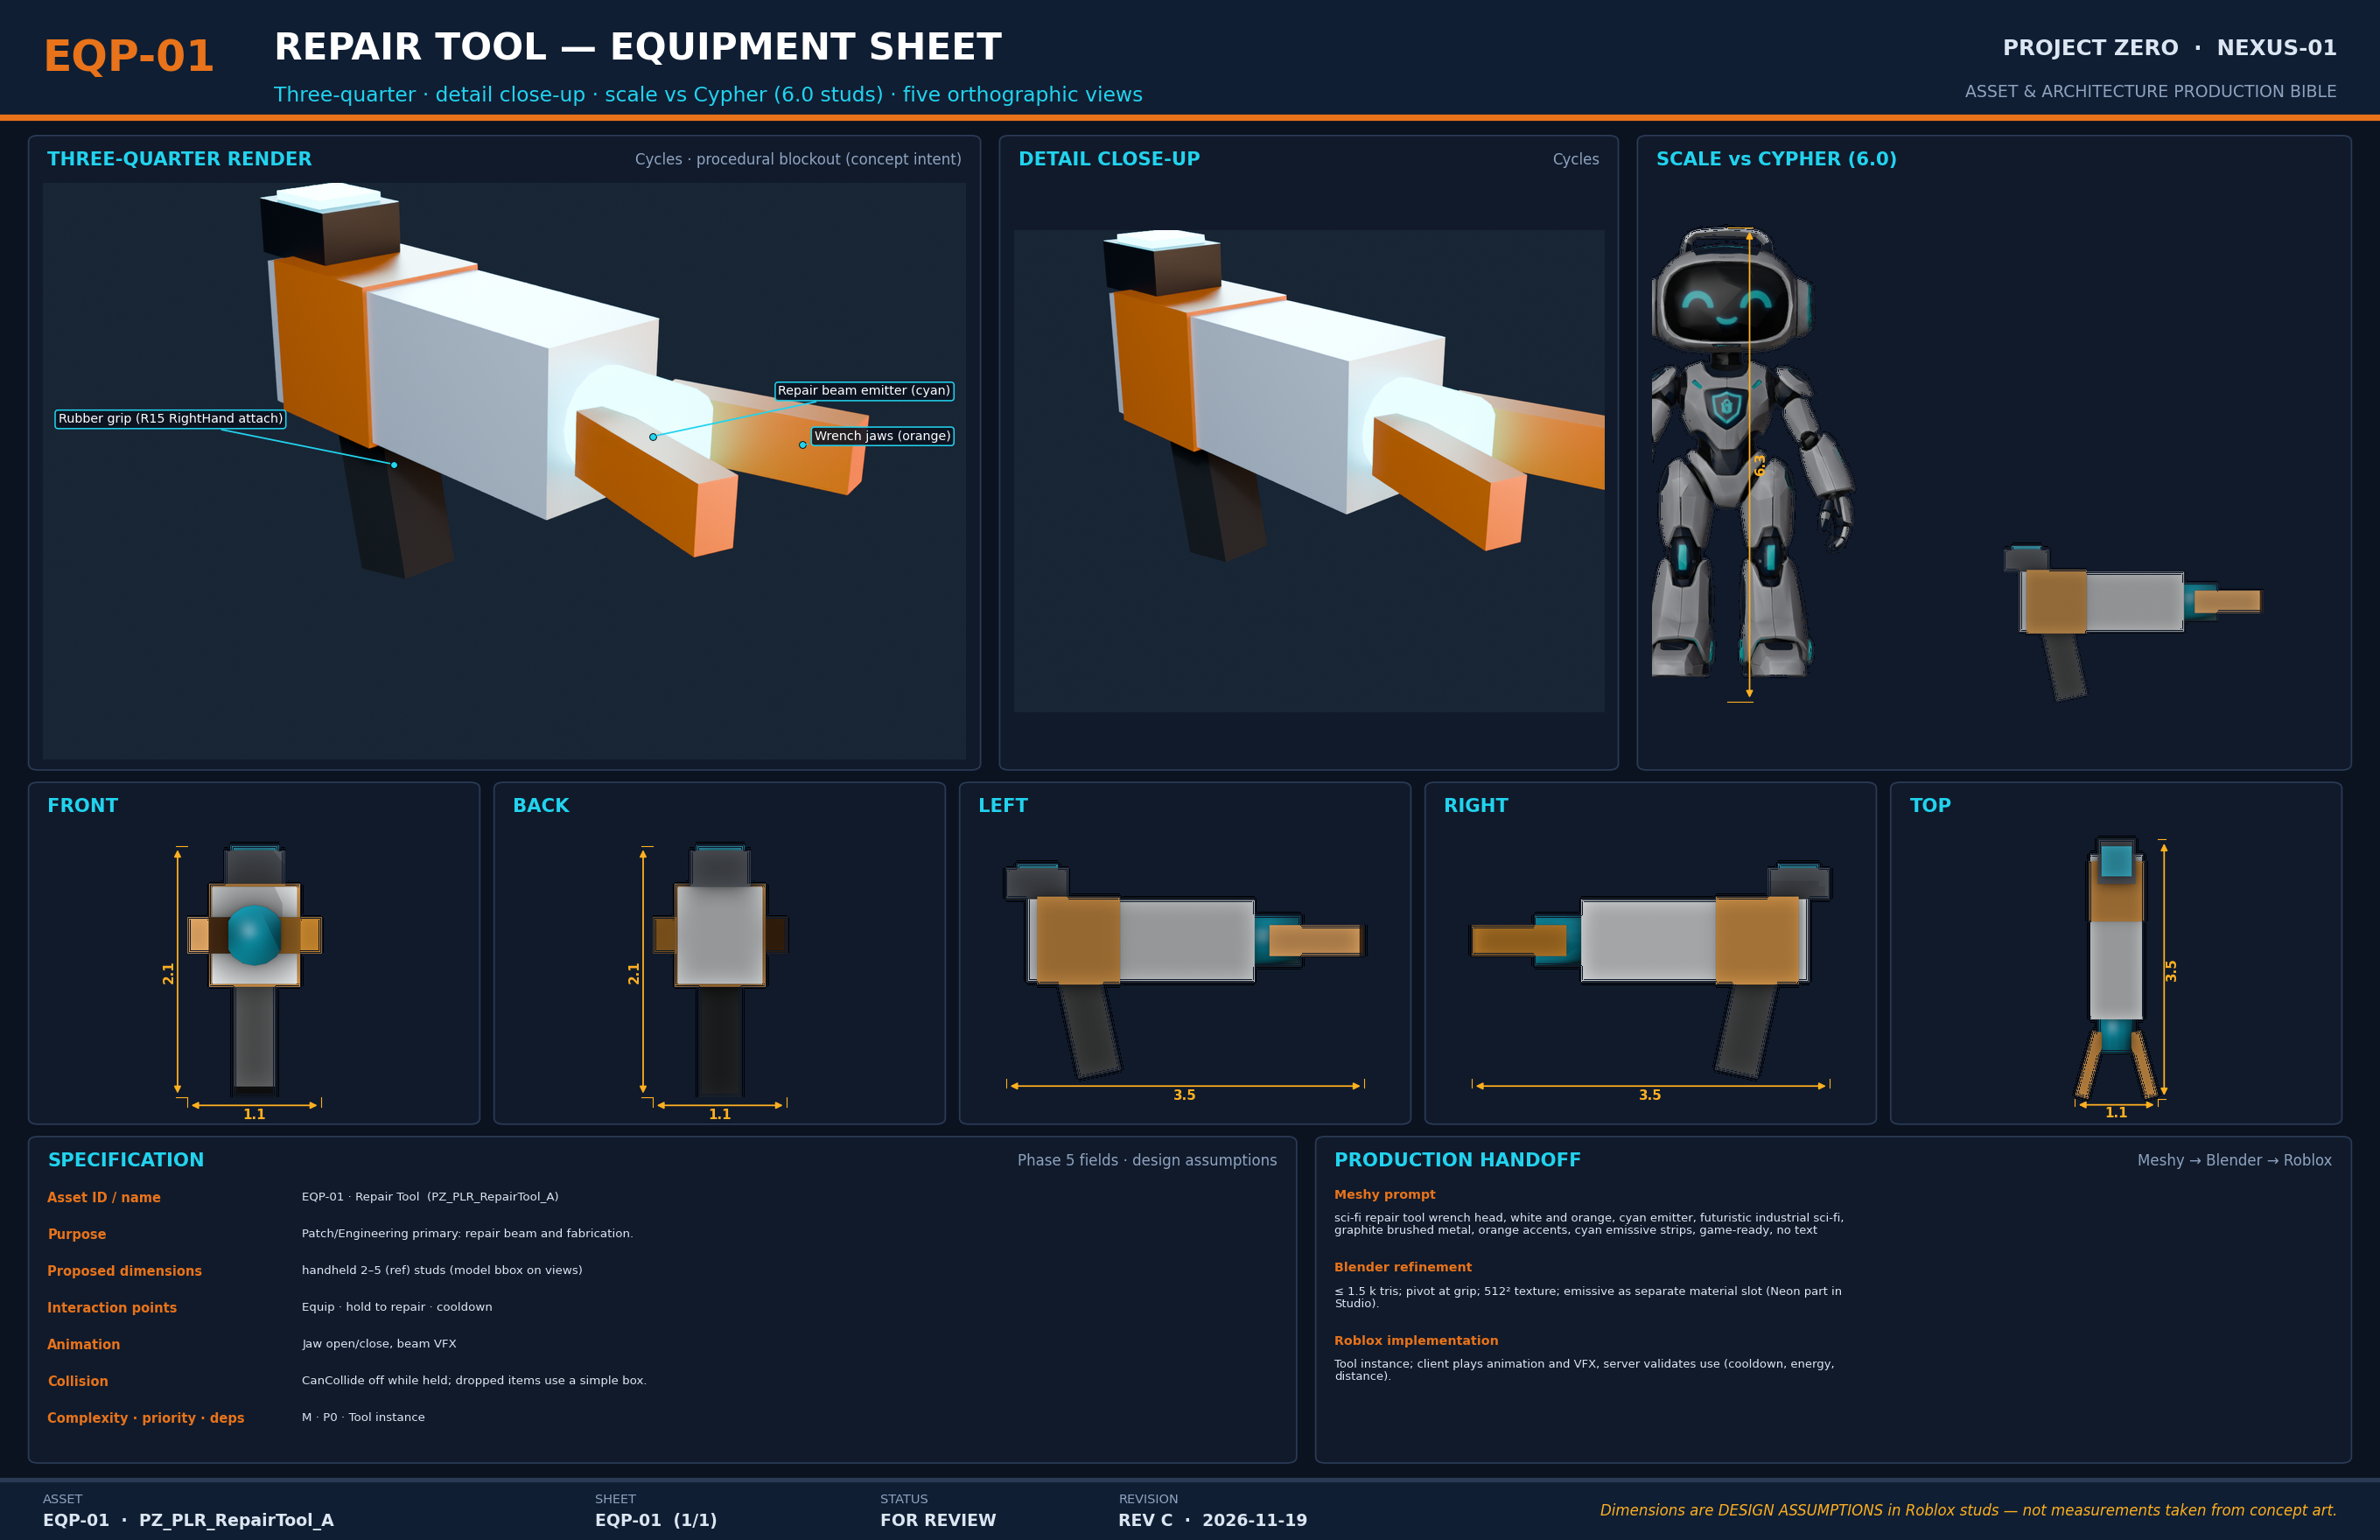 EQP-01
REPAIR TOOL — EQUIPMENT SHEET
Three-quarter · detail close-up · scale vs Cypher (6.0 studs) · five orthographic views
PROJECT ZERO · NEXUS-01
ASSET & ARCHITECTURE PRODUCTION BIBLE
THREE-QUARTER RENDER
Cycles · procedural blockout (concept intent)
Repair beam emitter (cyan)
Rubber grip (R15 RightHand attach)
Wrench jaws (orange)
DETAIL CLOSE-UP
Cycles
SCALE vs CYPHER (6.0)
6.3
FRONT
2.1
1.1
BACK
2.1
1.1
LEFT
3.5
RIGHT
3.5
TOP
3.5
1.1
SPECIFICATION
Phase 5 fields · design assumptions
Asset ID / name
EQP-01 · Repair Tool (PZ_PLR_RepairTool_A)
Purpose
Patch/Engineering primary: repair beam and fabrication.
Proposed dimensions
handheld 2–5 (ref) studs (model bbox on views)
Interaction points
Equip · hold to repair · cooldown
Animation
Jaw open/close, beam VFX
Collision
CanCollide off while held; dropped items use a simple box.
Complexity · priority · deps
M · P0 · Tool instance
PRODUCTION HANDOFF
Meshy → Blender → Roblox
Meshy prompt
sci-fi repair tool wrench head, white and orange, cyan emitter, futuristic industrial sci-fi,
graphite brushed metal, orange accents, cyan emissive strips, game-ready, no text
Blender refinement
≤ 1.5 k tris; pivot at grip; 512² texture; emissive as separate material slot (Neon part in
Studio).
Roblox implementation
Tool instance; client plays animation and VFX, server validates use (cooldown, energy,
distance).
ASSET
EQP-01 · PZ_PLR_RepairTool_A
SHEET
EQP-01 (1/1)
STATUS
FOR REVIEW
REVISION
REV C · 2026-11-19
Dimensions are DESIGN ASSUMPTIONS in Roblox studs — not measurements taken from concept art.